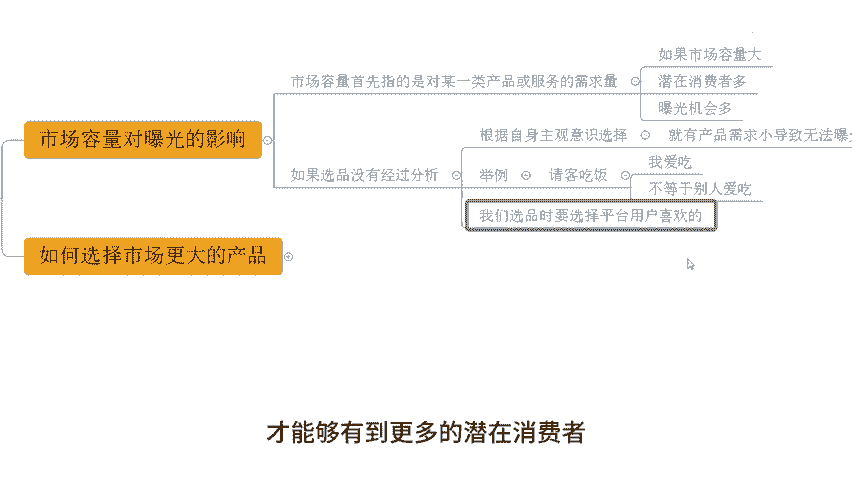 如果市场容量大
市场容量首先指的是对某一类产品或服务的需求量
潜在消费者多
曝光机会多
市场容量对曝光的影响
根据自身主观意识选择
就有产品需求小导致无法曝
我爱吃
如果选品没有经过分析
举例
请客吃饭
不等于别人爱吃
我们选品时要选择平台用户喜欢的
如何选择市场更大的产品
才能够有到更多的潜在消费者